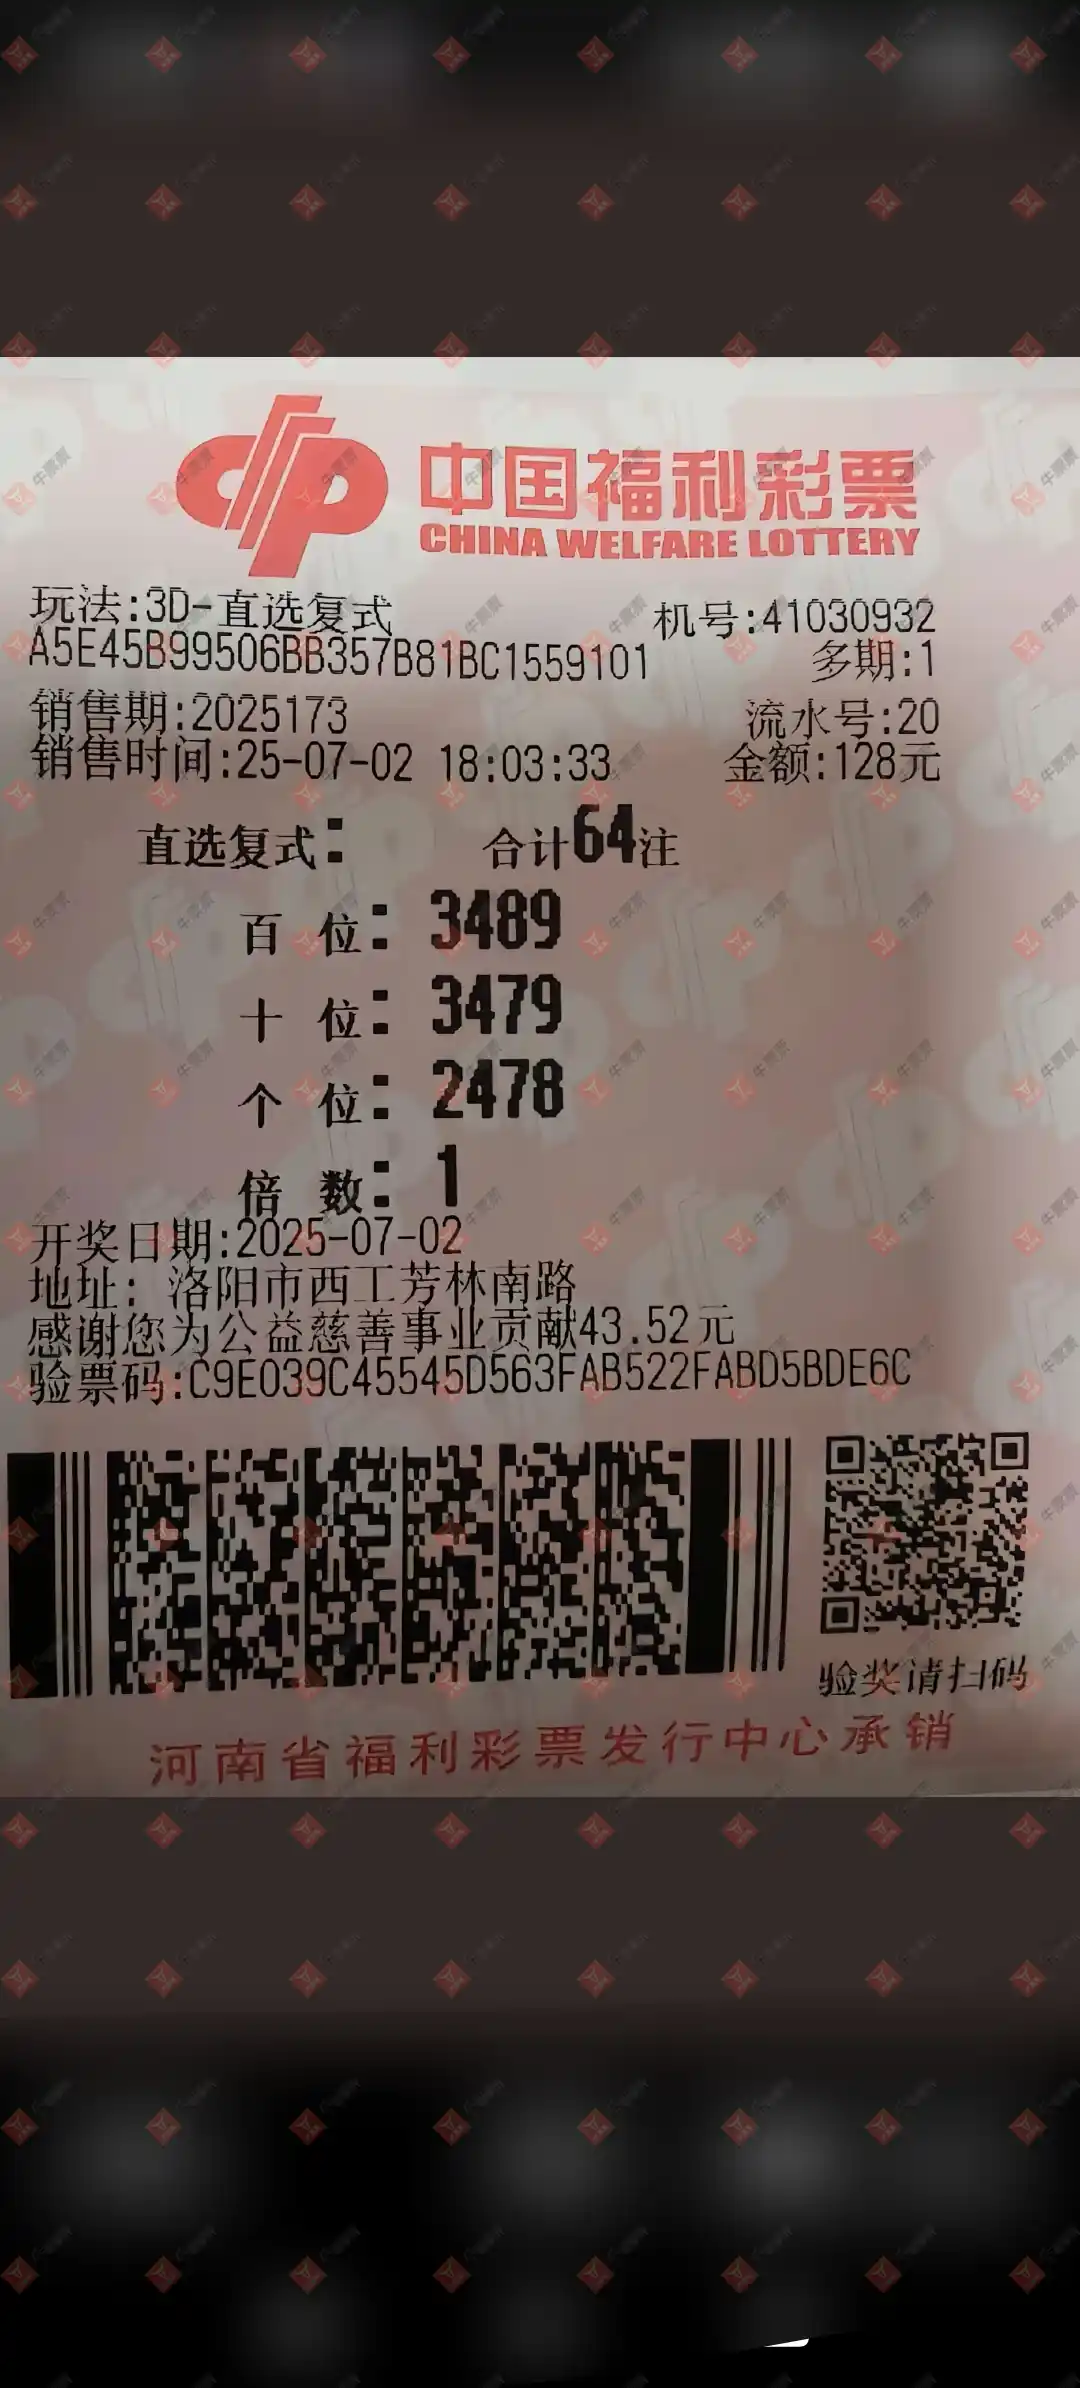 中国福利彩票
CHINA WELFARE LOTTERY
玩法:3D-直选复式 机号:41030932
A5E45B99506BB357B81BC1559101 多期:1
销售期:2025173 流水号:20
销售时间:25-07-02 18:03:33 金额:128元
直选复式: 合计64注
百 位: 3489
十 位: 3479
个 位: 2478
倍 数: 1
开奖日期:2025-07-02
地址: 洛阳市西工芳林南路
感谢您为公益慈善事业贡献43.52元
验票码:C9E039C45545D563FAB522FABD5BDE6C
验奖请扫码
河南省福利彩票发行中心承销
牛票票